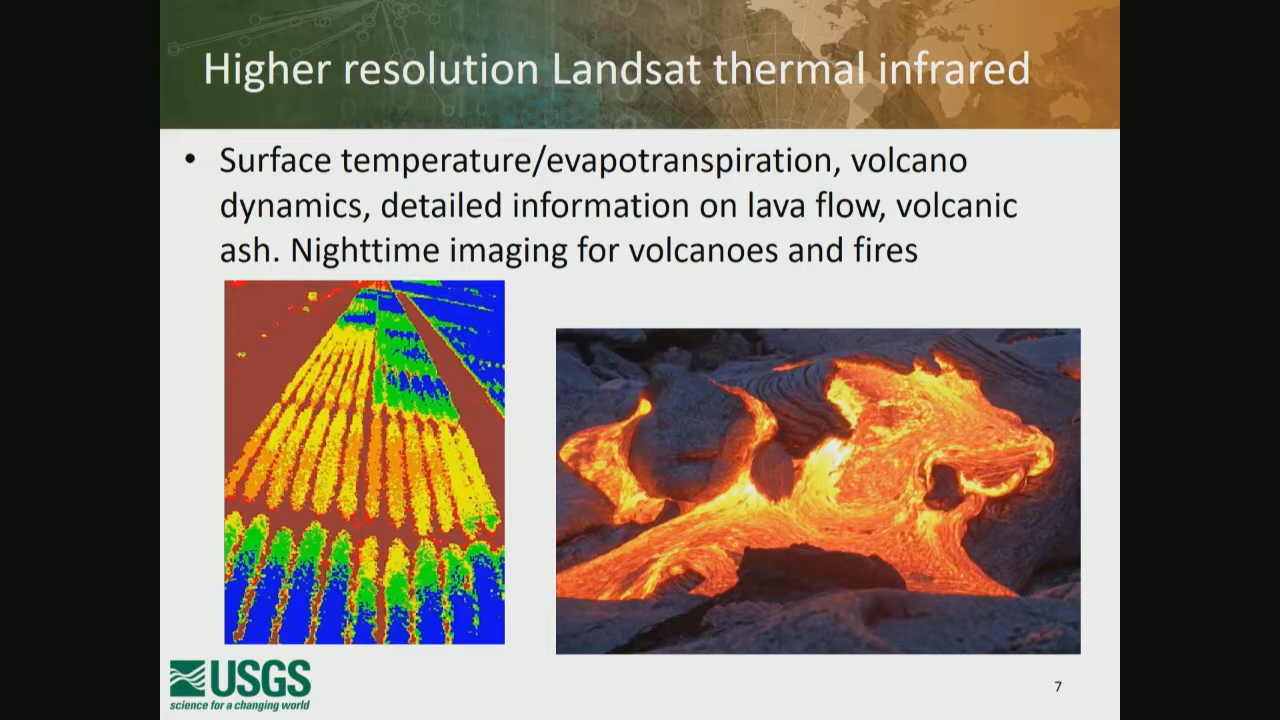 Higher resolution Landsat thermal infrared
• Surface temperature/evapotranspiration, volcano
dynamics, detailed information on lava flow, volcanic
ash. Nighttime imaging for volcanoes and fires
USGS
science for a changing world
7